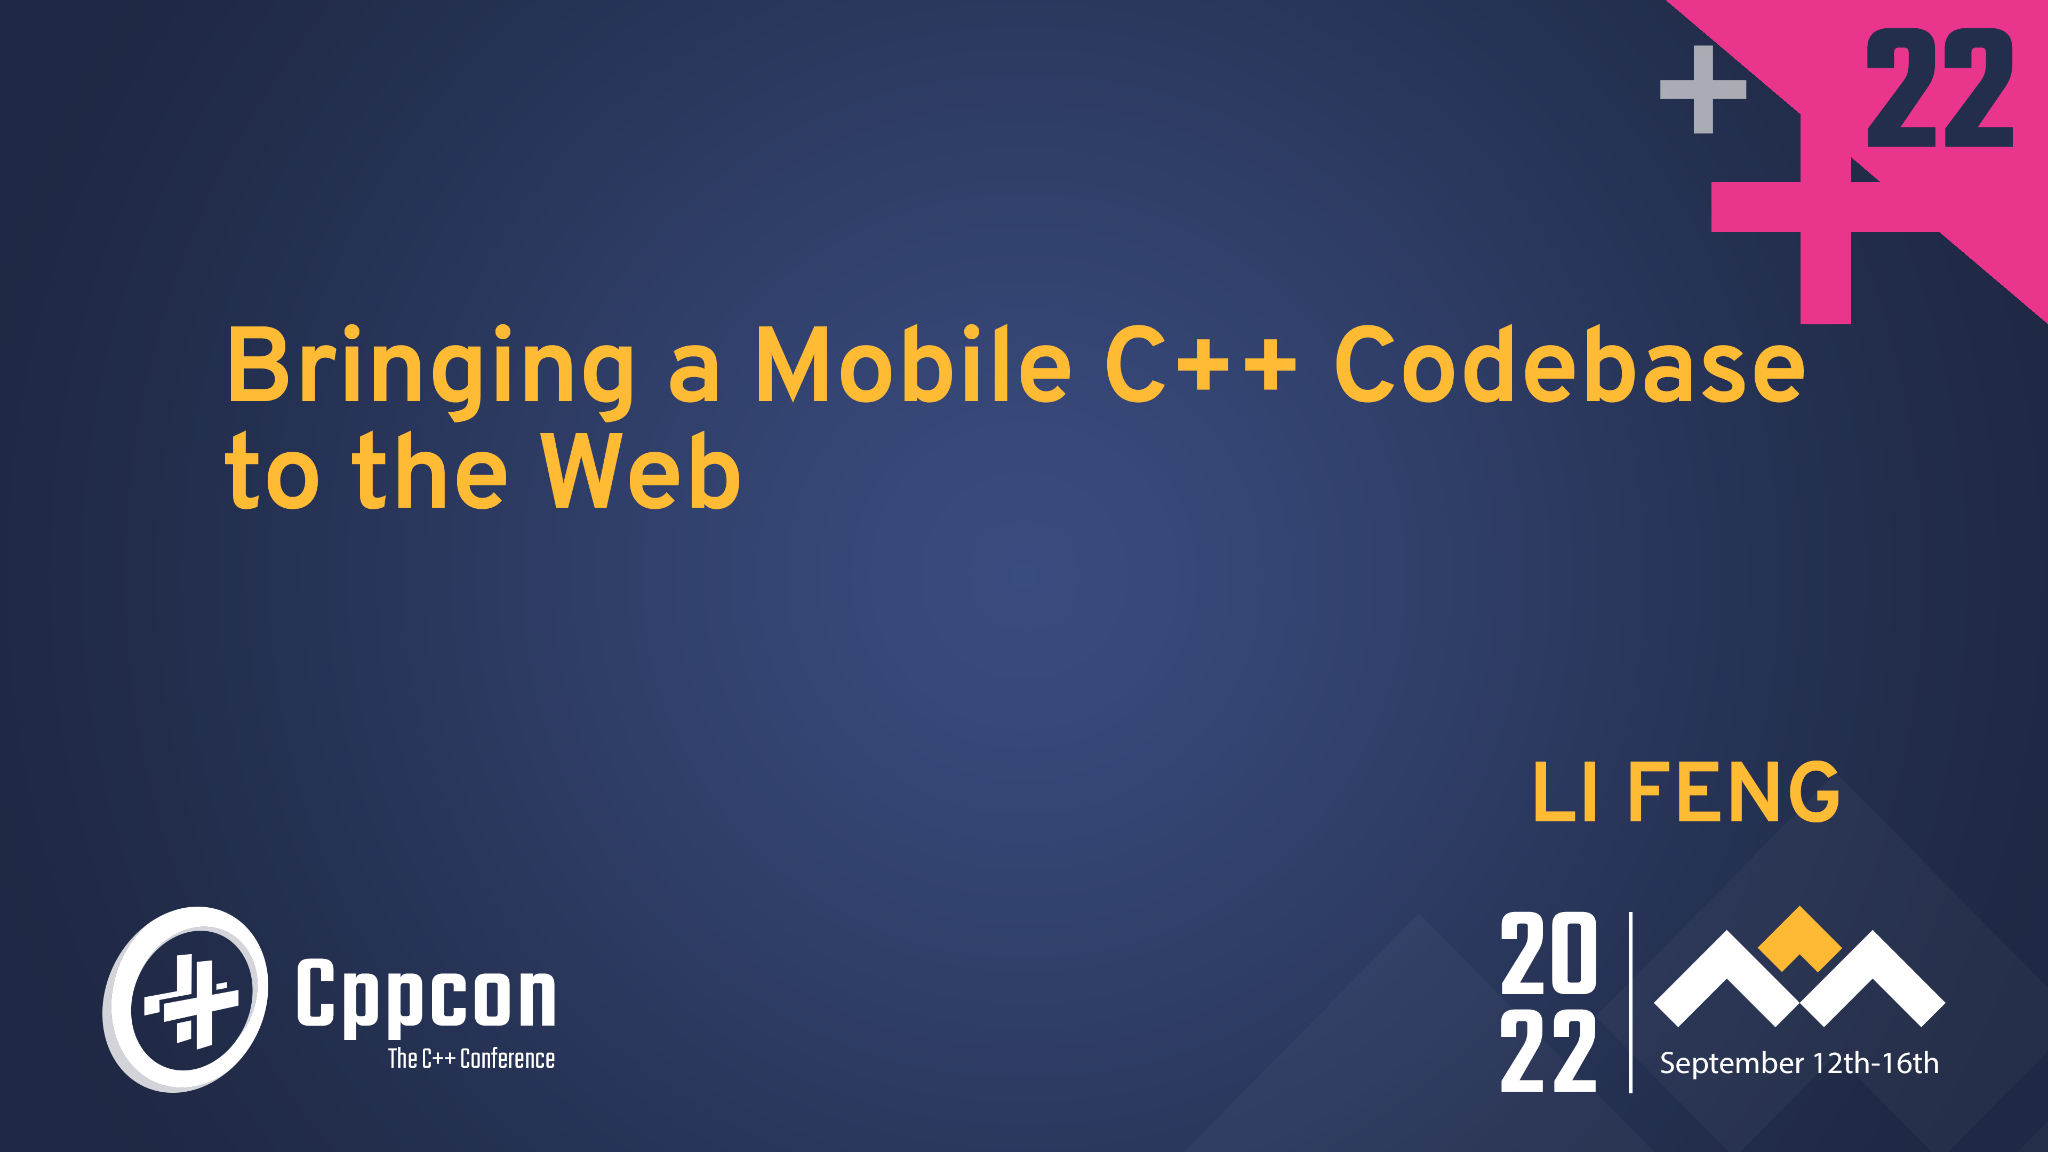 22
Bringing a Mobile C++ Codebase
to the Web
LI FENG
Cppcon
The C++ Conference
20
22
September 12th-16th